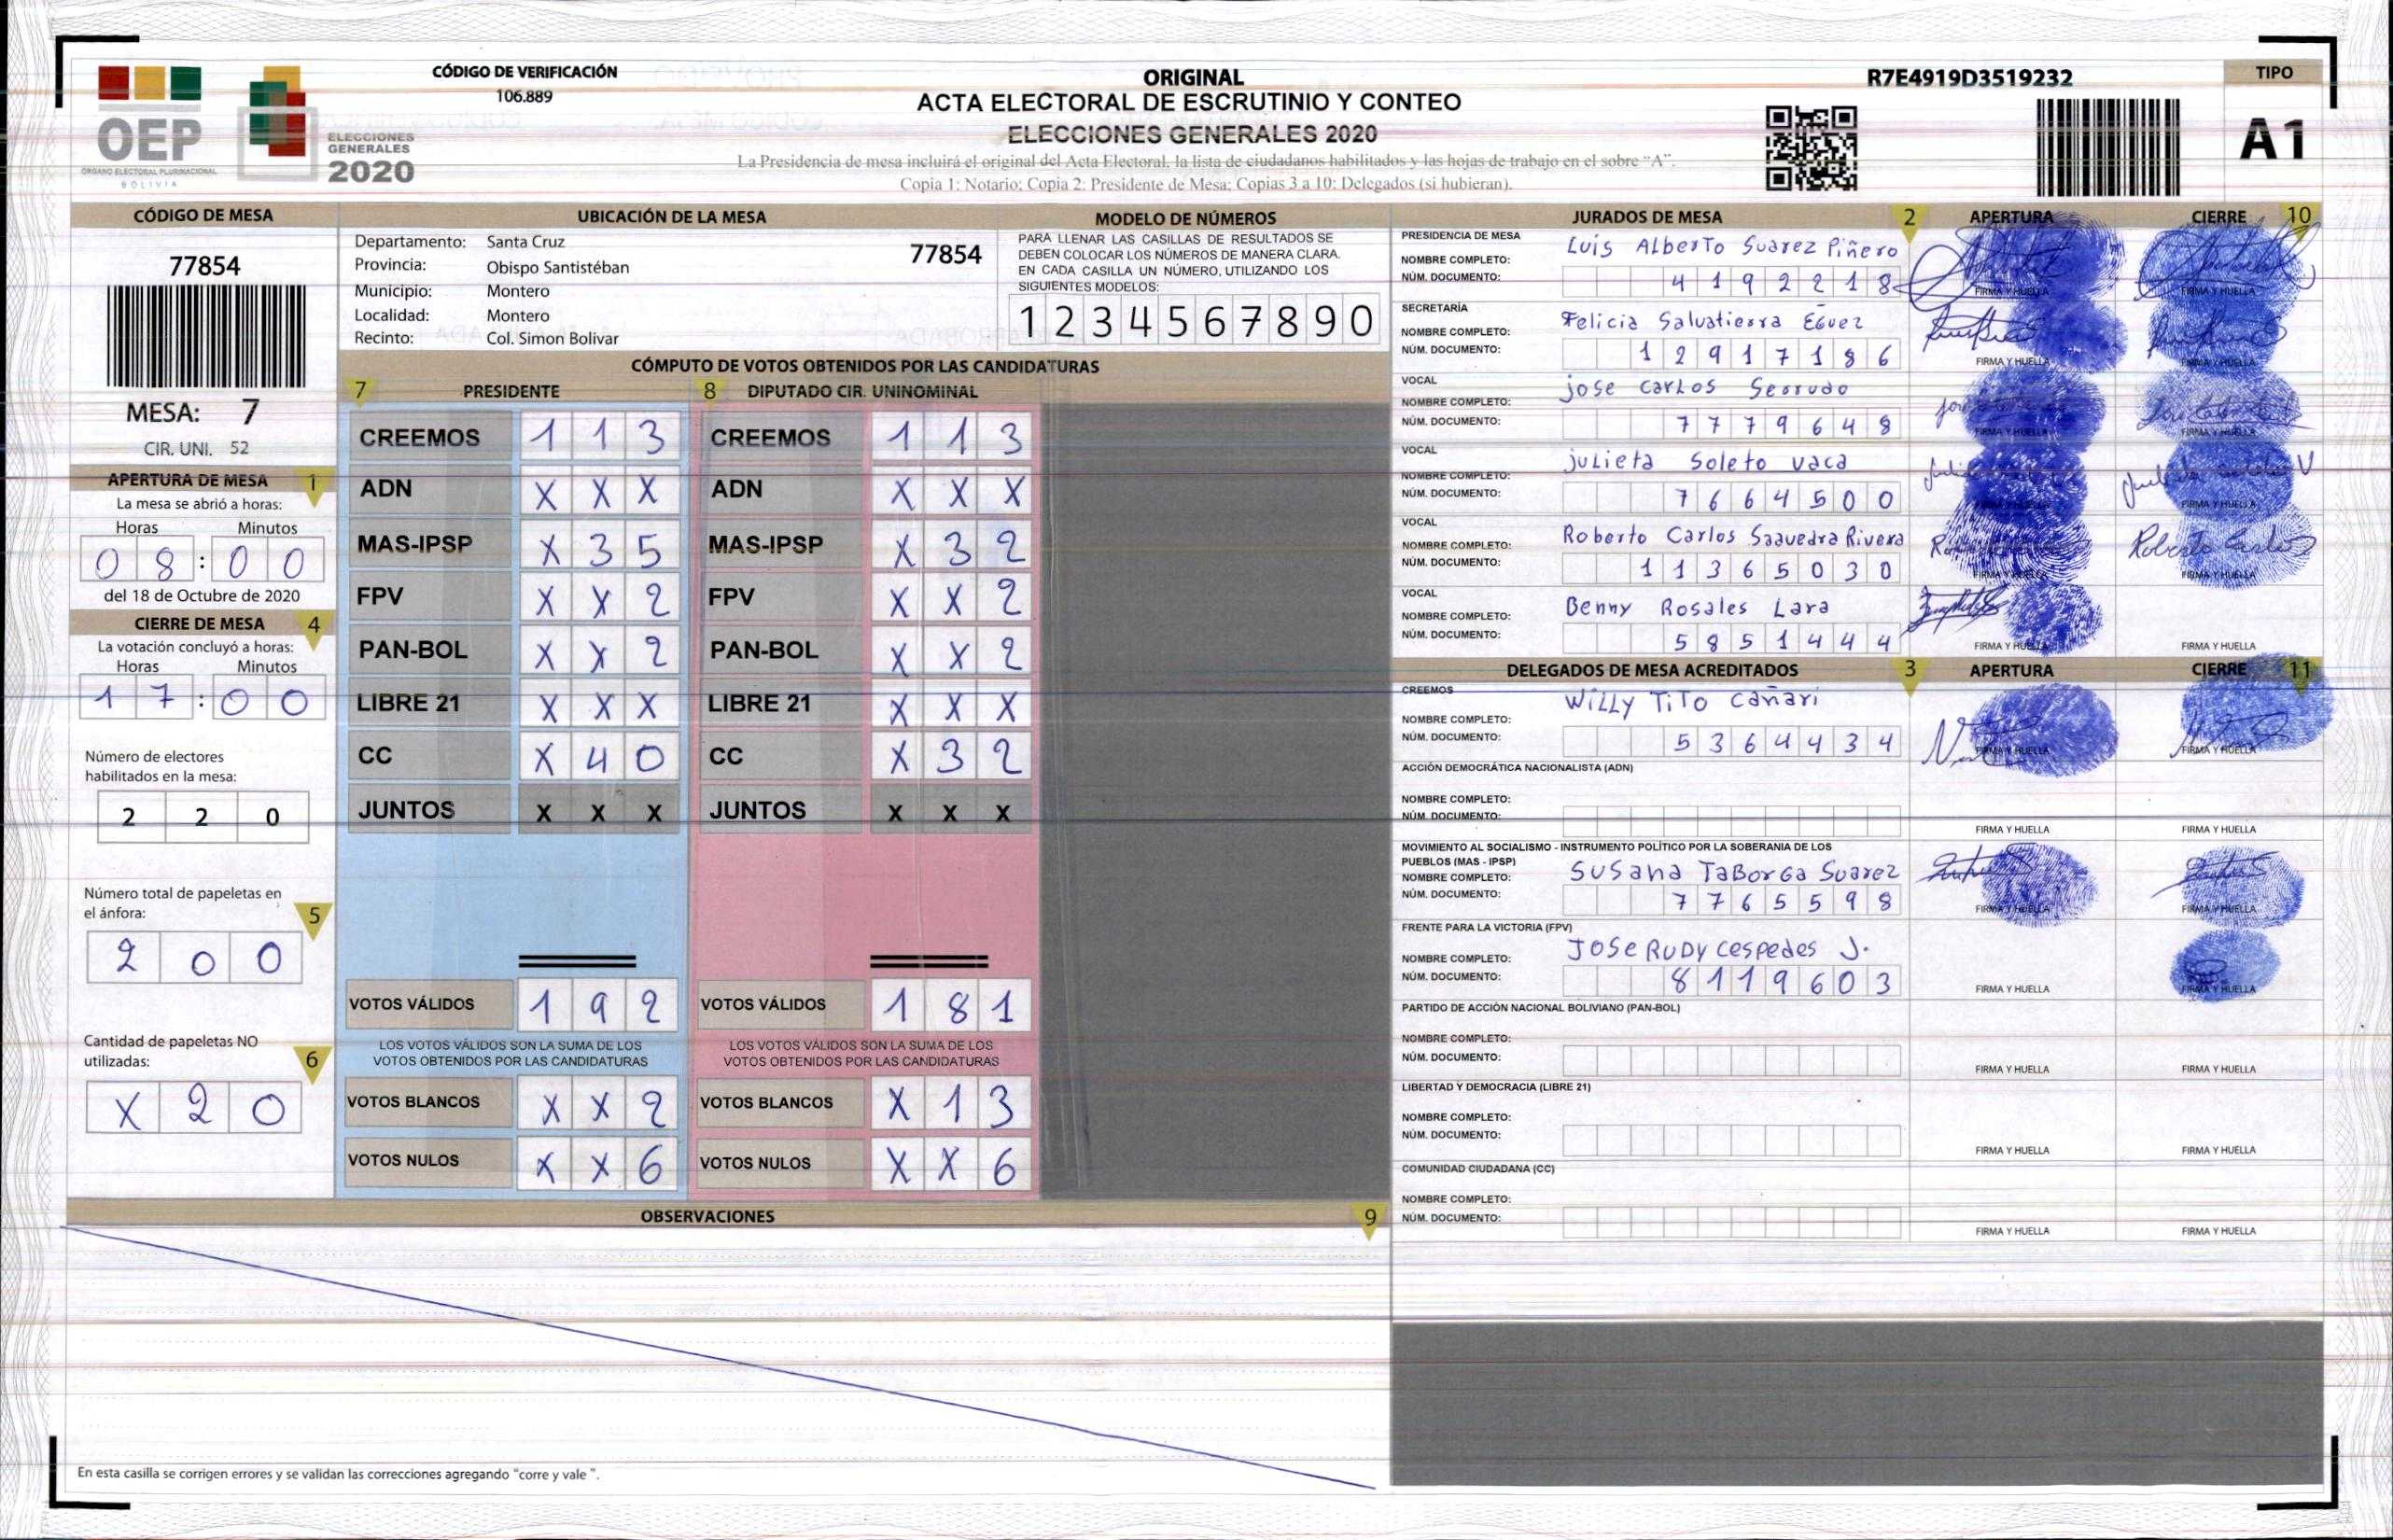 OEP
ÓRGANO ELECTORAL PLURINACIONAL
BOLIVIA
ELECCIONES
GENERALES
2020
CÓDIGO DE VERIFICACIÓN
106.889
ORIGINAL
ACTA ELECTORAL DE ESCRUTINIO Y CONTEO
ELECCIONES GENERALES 2020
La Presidencia de mesa incluirá el original del Acta Electoral, la lista de ciudadanos habilitados y las hojas de trabajo en el sobre "A".
Copia 1: Notario; Copia 2: Presidente de Mesa; Copias 3 a 10: Delegados (si hubieran).
R7E4919D3519232
TIPO
A1
CÓDIGO DE MESA
77854
MESA: 7
CIR. UNI. 52
APERTURA DE MESA 1
La mesa se abrió a horas:
Horas Minutos
0 8 : 0 0
del 18 de Octubre de 2020
CIERRE DE MESA 4
La votación concluyó a horas:
Horas Minutos
1 7 : 0 0
Número de electores
habilitados en la mesa:
2 2 0
Número total de papeletas en
el ánfora: 5
2 0 0
Cantidad de papeletas NO
utilizadas: 6
X 2 0
UBICACIÓN DE LA MESA
Departamento: Santa Cruz 77854
Provincia: Obispo Santistéban
Municipio: Montero
Localidad: Montero
Recinto: Col. Simon Bolivar
MODELO DE NÚMEROS
PARA LLENAR LAS CASILLAS DE RESULTADOS SE
DEBEN COLOCAR LOS NÚMEROS DE MANERA CLARA.
EN CADA CASILLA UN NÚMERO, UTILIZANDO LOS
SIGUIENTES MODELOS:
1 2 3 4 5 6 7 8 9 0
CÓMPUTO DE VOTOS OBTENIDOS POR LAS CANDIDATURAS
7 PRESIDENTE 8 DIPUTADO CIR. UNINOMINAL
CREEMOS 1 1 3 CREEMOS 1 1 3
ADN X X X ADN X X X
MAS-IPSP X 3 5 MAS-IPSP X 3 2
FPV X X 2 FPV X X 2
PAN-BOL X X 2 PAN-BOL X X 2
LIBRE 21 X X X LIBRE 21 X X X
CC X 4 0 CC X 3 2
JUNTOS X X X JUNTOS X X X
VOTOS VÁLIDOS 1 9 2 VOTOS VÁLIDOS 1 8 1
LOS VOTOS VÁLIDOS SON LA SUMA DE LOS LOS VOTOS VÁLIDOS SON LA SUMA DE LOS
VOTOS OBTENIDOS POR LAS CANDIDATURAS VOTOS OBTENIDOS POR LAS CANDIDATURAS
VOTOS BLANCOS X X 2 VOTOS BLANCOS X 1 3
VOTOS NULOS X X 6 VOTOS NULOS X X 6
OBSERVACIONES 9
En esta casilla se corrigen errores y se validan las correcciones agregando "corre y vale ".
JURADOS DE MESA 2 APERTURA CIERRE 10
PRESIDENCIA DE MESA
NOMBRE COMPLETO: Luis Alberto Suarez Piñero
NÚM. DOCUMENTO: 4 1 9 2 2 1 8
FIRMA Y HUELLA FIRMA Y HUELLA
SECRETARÍA
NOMBRE COMPLETO: Felicia Salvatierra Eguez
NÚM. DOCUMENTO: 1 2 9 1 7 1 8 6
FIRMA Y HUELLA FIRMA Y HUELLA
VOCAL
NOMBRE COMPLETO: jose Carlos Serrudo
NÚM. DOCUMENTO: 7 7 7 9 6 4 8
FIRMA Y HUELLA FIRMA Y HUELLA
VOCAL
NOMBRE COMPLETO: julieta Soleto vaca
NÚM. DOCUMENTO: 7 6 6 4 5 0 0
FIRMA Y HUELLA FIRMA Y HUELLA
VOCAL
NOMBRE COMPLETO: Roberto Carlos Saavedra Rivera
NÚM. DOCUMENTO: 1 1 3 6 5 0 3 0
FIRMA Y HUELLA FIRMA Y HUELLA
VOCAL
NOMBRE COMPLETO: Benny Rosales Lara
NÚM. DOCUMENTO: 5 8 5 1 4 4 4
FIRMA Y HUELLA FIRMA Y HUELLA
DELEGADOS DE MESA ACREDITADOS 3 APERTURA CIERRE 11
CREEMOS
NOMBRE COMPLETO: Willy Tito Cañari
NÚM. DOCUMENTO: 5 3 6 4 4 3 4
FIRMA Y HUELLA FIRMA Y HUELLA
ACCIÓN DEMOCRÁTICA NACIONALISTA (ADN)
NOMBRE COMPLETO:
NÚM. DOCUMENTO:
FIRMA Y HUELLA FIRMA Y HUELLA
MOVIMIENTO AL SOCIALISMO - INSTRUMENTO POLÍTICO POR LA SOBERANIA DE LOS
PUEBLOS (MAS - IPSP)
NOMBRE COMPLETO: Susana Taborga Suarez
NÚM. DOCUMENTO: 7 7 6 5 5 9 8
FIRMA Y HUELLA FIRMA Y HUELLA
FRENTE PARA LA VICTORIA (FPV)
NOMBRE COMPLETO: JOSE RUDY Cespedes J.
NÚM. DOCUMENTO: 8 1 1 9 6 0 3
FIRMA Y HUELLA FIRMA Y HUELLA
PARTIDO DE ACCIÓN NACIONAL BOLIVIANO (PAN-BOL)
NOMBRE COMPLETO:
NÚM. DOCUMENTO:
FIRMA Y HUELLA FIRMA Y HUELLA
LIBERTAD Y DEMOCRACIA (LIBRE 21)
NOMBRE COMPLETO:
NÚM. DOCUMENTO:
FIRMA Y HUELLA FIRMA Y HUELLA
COMUNIDAD CIUDADANA (CC)
NOMBRE COMPLETO:
NÚM. DOCUMENTO:
FIRMA Y HUELLA FIRMA Y HUELLA